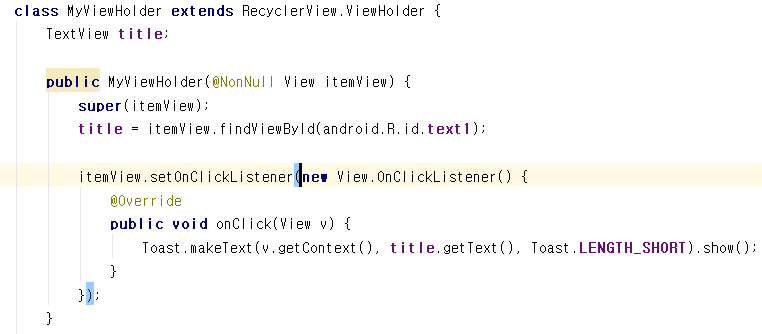 class MyViewHolder extends RecyclerView.ViewHolder {
    TextView title;

    public MyViewHolder(@NonNull View itemView) {
        super(itemView);
        title = itemView.findViewById(android.R.id.text1);

        itemView.setOnClickListener(new View.OnClickListener() {
            @Override
            public void onClick(View v) {
                Toast.makeText(v.getContext(), title.getText(), Toast.LENGTH_SHORT).show();
            }
        });
    }